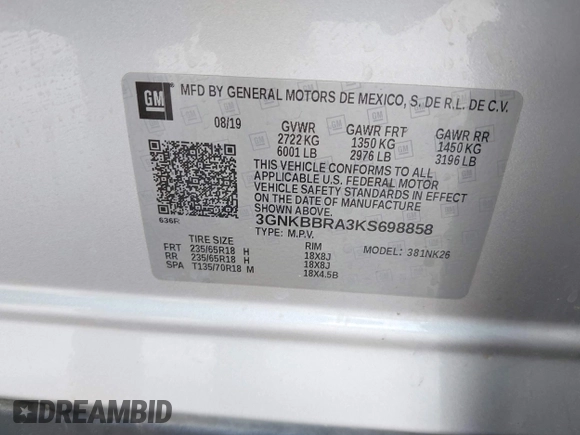 GM
MFD BY GENERAL MOTORS DE MEXICO, S. DE R.L. DE C.V.
08/19 GVWR GAWR FRT GAWR RR
2722 KG 1350 KG 1450 KG
6001 LB 2976 LB 3196 LB
THIS VEHICLE CONFORMS TO ALL
APPLICABLE U.S. FEDERAL MOTOR
VEHICLE SAFETY STANDARDS IN EFFECT
ON THE DATE OF MANUFACTURE
SHOWN ABOVE.
636R 3GNKBBRA3KS698858
TYPE: M.P.V. MODEL: 381NK26
TIRE SIZE RIM
FRT 235/65R18 H 18X8J
RR 235/65R18 H 18X8J
SPA T135/70R18 M 18X4.5B
DREAMBID